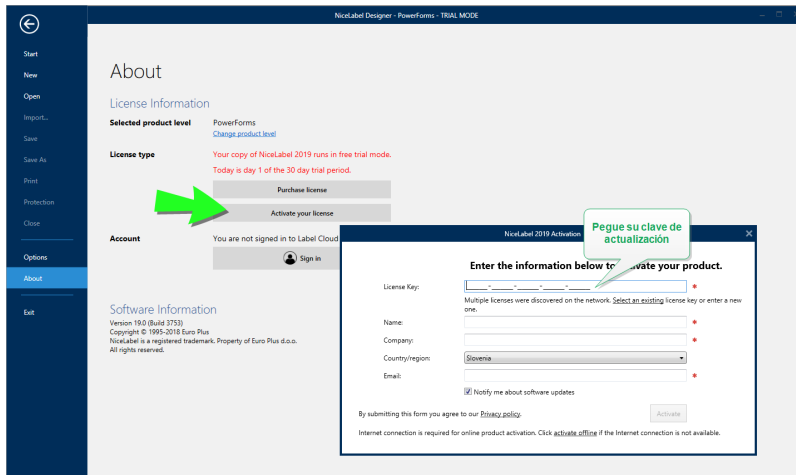 NiceLabel Designer - PowerForms - TRIAL MODE
Start
New
Open
Import...
Save
Save As
Print
Protection
Close
Options
About
Exit
About
License Information
Selected product level PowerForms
Change product level
License type Your copy of NiceLabel 2019 runs in free trial mode.
Today is day 1 of the 30 day trial period.
Purchase license
Activate your license
Account You are not signed in to Label Cloud
Sign in
Software Information
Version 19.0 (Build 3753)
Copyright © 1995-2018 Euro Plus
NiceLabel is a registered trademark. Property of Euro Plus d.o.o.
All rights reserved.
NiceLabel 2019 Activation
Pegue su clave de
actualización
Enter the information below to activate your product.
License Key: _____-_____-_____-_____-_____ *
Multiple licenses were discovered on the network. Select an existing license key or enter a new
one.
Name: *
Company: *
Country/region: Slovenia
Email: *
Notify me about software updates
By submitting this form you agree to our Privacy policy.
Activate
Internet connection is required for online product activation. Click activate offline if the Internet connection is not available.